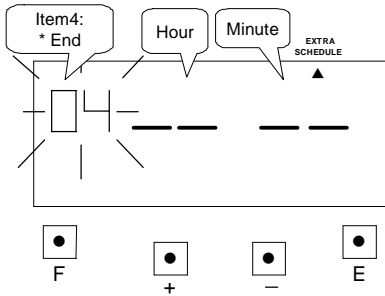 Item4:
* End
Hour
Minute
EXTRA
SCHEDULE
04 -- --
F
+
−
E